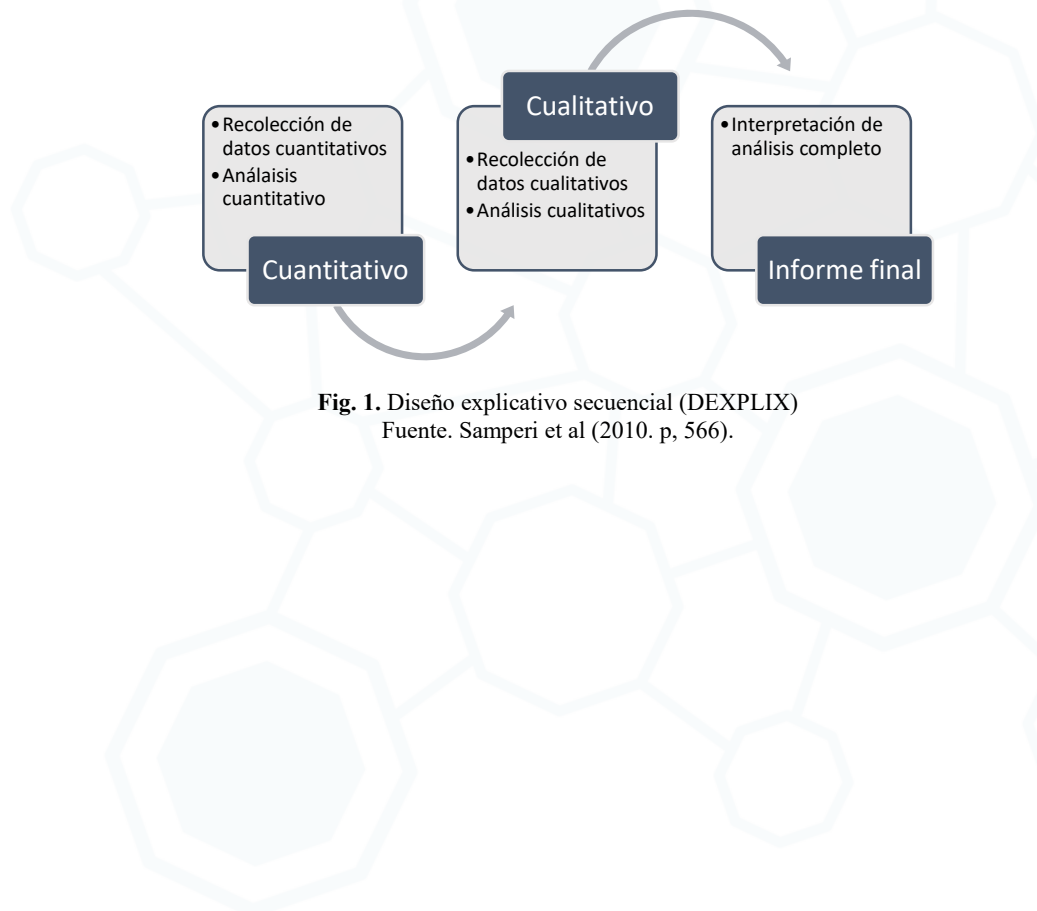 • Recolección de
datos cuantitativos
• Análaisis
cuantitativo
Cuantitativo
Cualitativo
• Recolección de
datos cualitativos
• Análisis cualitativos
• Interpretación de
análisis completo
Informe final
Fig. 1. Diseño explicativo secuencial (DEXPLIX)
Fuente. Samperi et al (2010. p, 566).